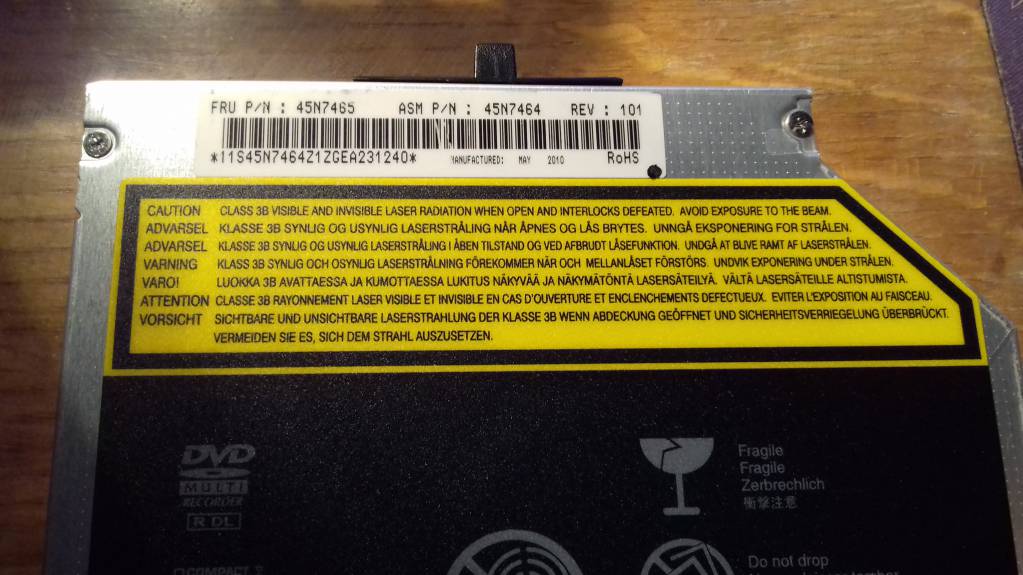 FRU P/N : 45N7465 ASM P/N : 45N7464 REV : 101
*11S45N7464Z1ZGEA231240* MANUFACTURED: MAY 2010 RoHS
CAUTION CLASS 3B VISIBLE AND INVISIBLE LASER RADIATION WHEN OPEN AND INTERLOCKS DEFEATED. AVOID EXPOSURE TO THE BEAM.
ADVARSEL KLASSE 3B SYNLIG OG USYNLIG LASERSTRÅLING NÅR ÅPNES OG LÅS BRYTES. UNNGÅ EKSPONERING FOR STRÅLEN.
ADVARSEL KLASSE 3B SYNLIG OG USYNLIG LASERSTRÅLING I ÅBEN TILSTAND OG VED AFBRUDT LÅSEFUNKTION. UNDGÅ AT BLIVE RAMT AF LASERSTRÅLEN.
VARNING KLASS 3B SYNLIG OCH OSYNLIG LASERSTRÅLNING FÖREKOMMER NÄR ... OCH MELLANLÅSET FÖRSTÖRS. UNDVIK EXPONERING UNDER STRÅLEN.
VARO! LUOKKA 3B AVATTAESSA JA KUMOTTAESSA LUKITUS NÄKYVÄÄ JA NÄKYMÄTÖNTÄ LASERSÄTEILYÄ. VÄLTÄ LASERSÄTEILLE ALTISTUMISTA.
ATTENTION CLASSE 3B RAYONNEMENT LASER VISIBLE ET INVISIBLE EN CAS D'OUVERTURE ET ENCLENCHEMENTS DEFECTUEUX. EVITER L'EXPOSITION AU FAISCEAU.
VORSICHT SICHTBARE UND UNSICHTBARE LASERSTRAHLUNG DER KLASSE 3B WENN ABDECKUNG GEÖFFNET UND SICHERHEITSVERRIEGELUNG ÜBERBRÜCKT.
VERMEIDEN SIE ES, SICH DEM STRAHL AUSZUSETZEN.
DVD
MULTI
RECORDER
R DL
COMPACT
Fragile
Fragile
Zerbrechlich
衝撃注意
Do not drop